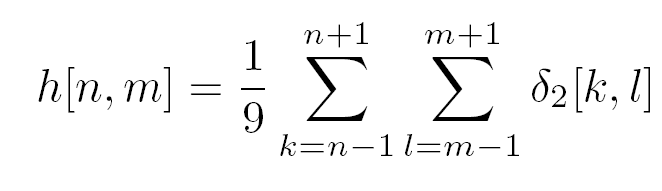 h[n, m] = \frac{1}{9} \sum_{k=n-1}^{n+1} \sum_{l=m-1}^{m+1} \delta_2[k, l]